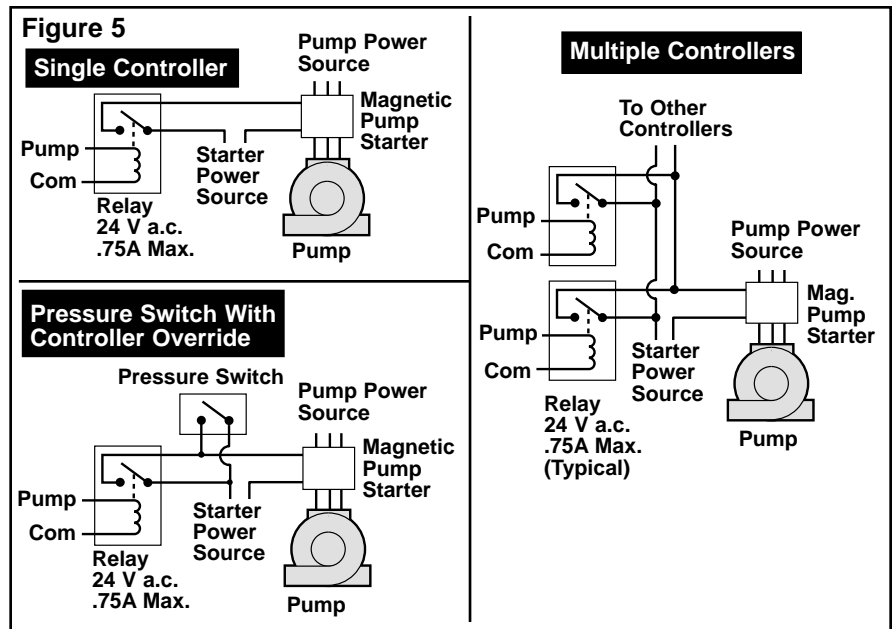 Figure 5
Single Controller
Pump Power
Source
Magnetic
Pump
Starter
Pump
Com
Starter
Power
Source
Relay
24 V a.c.
.75A Max.
Pump
Pressure Switch With
Controller Override
Pressure Switch
Pump Power
Source
Magnetic
Pump
Starter
Pump
Com
Starter
Power
Source
Relay
24 V a.c.
.75A Max.
Pump
Multiple Controllers
To Other
Controllers
Pump
Com
Pump Power
Source
Mag.
Pump
Starter
Pump
Com
Starter
Power
Source
Relay
24 V a.c.
.75A Max.
(Typical)
Pump